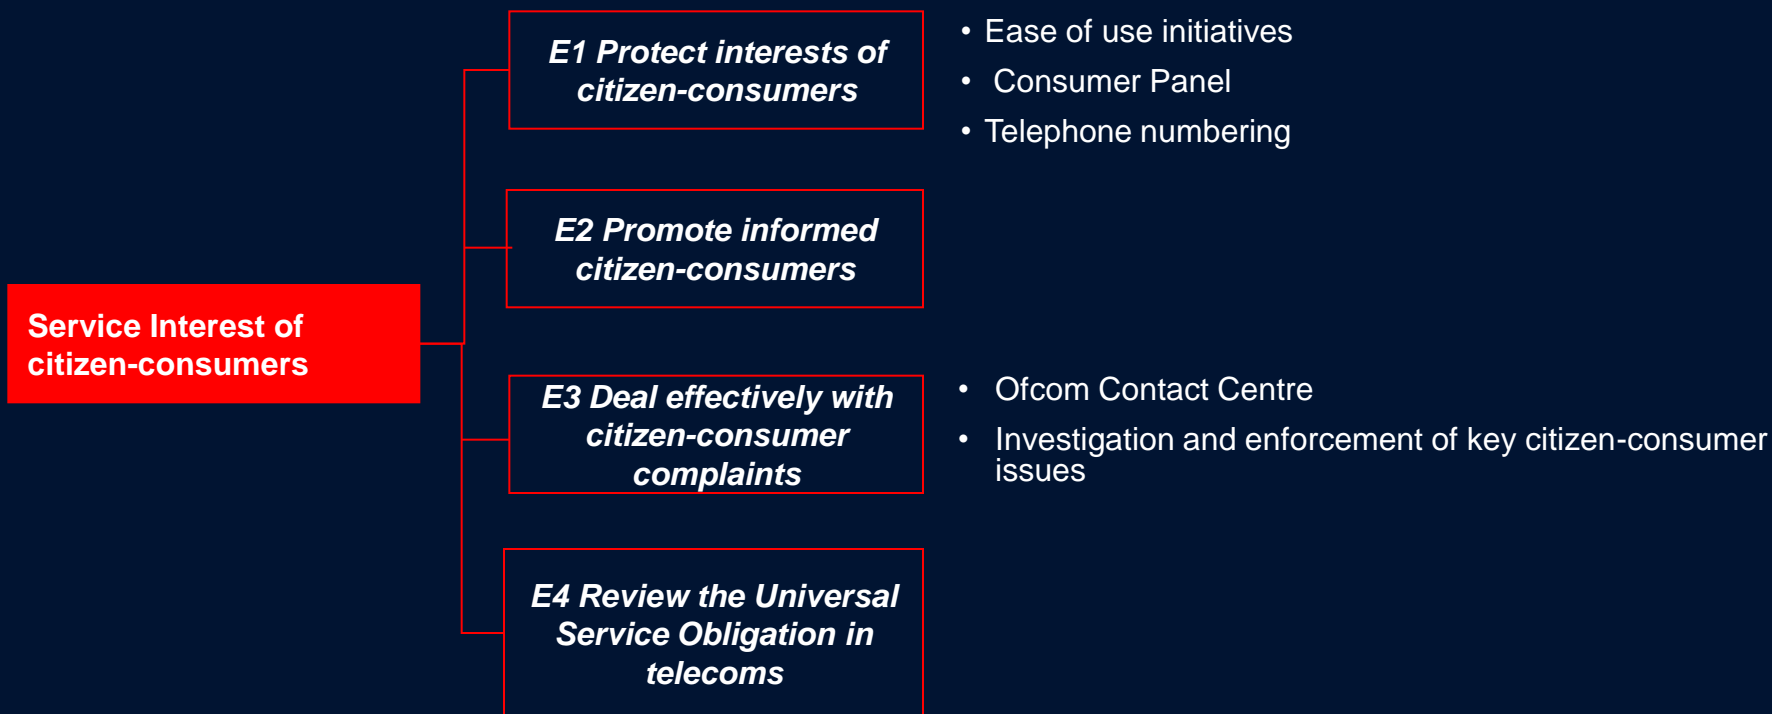 E1 Protect interests of
citizen-consumers
• Ease of use initiatives
• Consumer Panel
• Telephone numbering
E2 Promote informed
citizen-consumers
Service Interest of
citizen-consumers
E3 Deal effectively with
citizen-consumer
complaints
• Ofcom Contact Centre
• Investigation and enforcement of key citizen-consumer
issues
E4 Review the Universal
Service Obligation in
telecoms